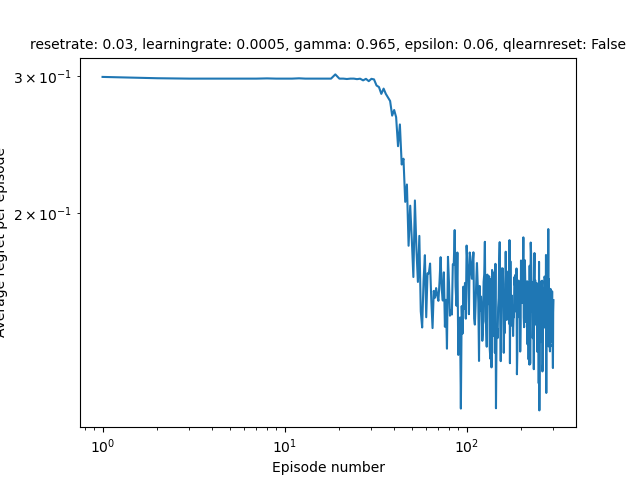 resetrate: 0.03, learningrate: 0.0005, gamma: 0.965, epsilon: 0.06, qlearnreset: False
3 × 10⁻¹
2 × 10⁻¹
Average regret per episode
10⁰ 10¹ 10²
Episode number